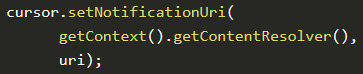 cursor.setNotificationUri(
getContext().getContentResolver(),
uri);